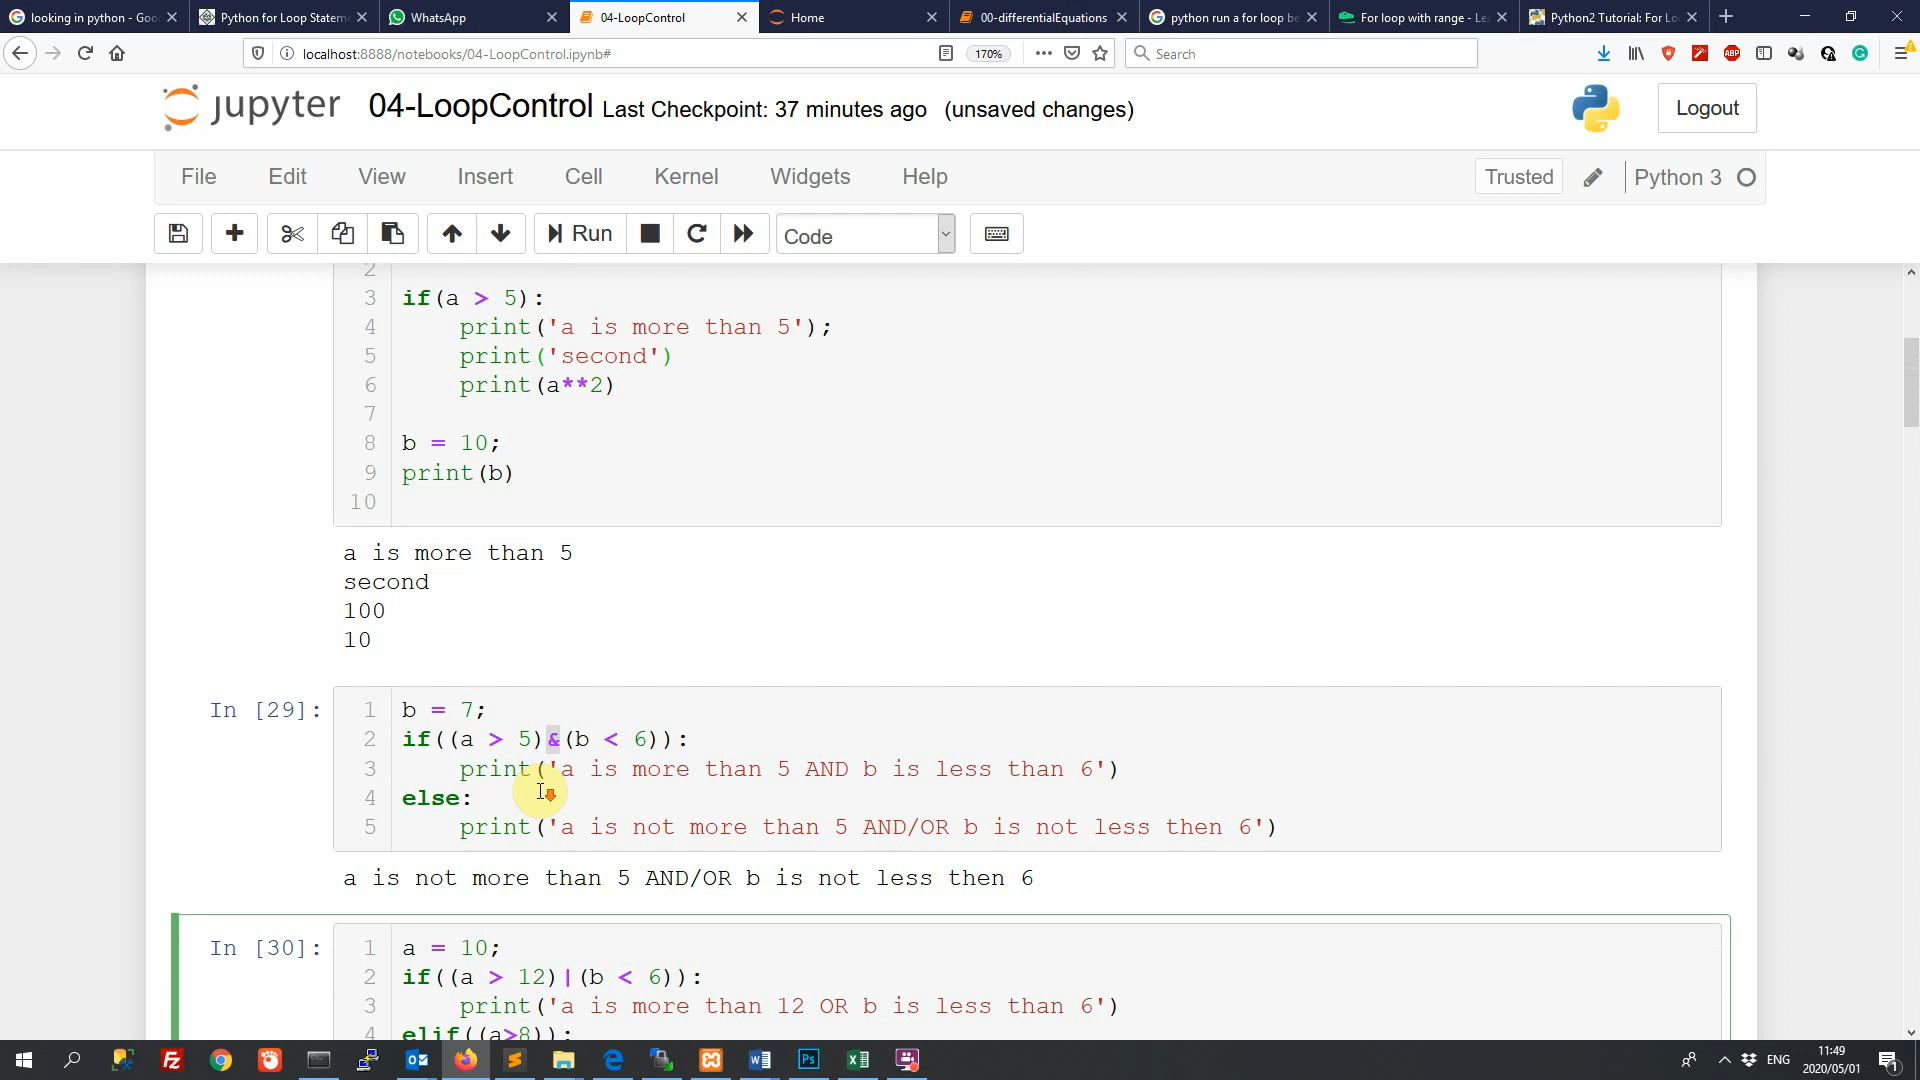 looking in python - Goo
Python for Loop Stateme
WhatsApp
04-LoopControl
Home
00-differentialEquations
python run a for loop be
For loop with range - Le
Python2 Tutorial: For Lo
localhost:8888/notebooks/04-LoopControl.ipynb#
170%
Search
ABP
jupyter 04-LoopControl Last Checkpoint: 37 minutes ago (unsaved changes)
Logout
File Edit View Insert Cell Kernel Widgets Help
Trusted
Python 3
Run
Code
2
3 if(a > 5):
4 print('a is more than 5');
5 print('second')
6 print(a**2)
7
8 b = 10;
9 print(b)
10
a is more than 5
second
100
10
In [29]: 1 b = 7;
2 if((a > 5)&(b < 6)):
3 print('a is more than 5 AND b is less than 6')
4 else:
5 print('a is not more than 5 AND/OR b is not less then 6')
a is not more than 5 AND/OR b is not less then 6
In [30]: 1 a = 10;
2 if((a > 12)|(b < 6)):
3 print('a is more than 12 OR b is less than 6')
4 elif((a>8)):
ENG
11:49
2020/05/01
1